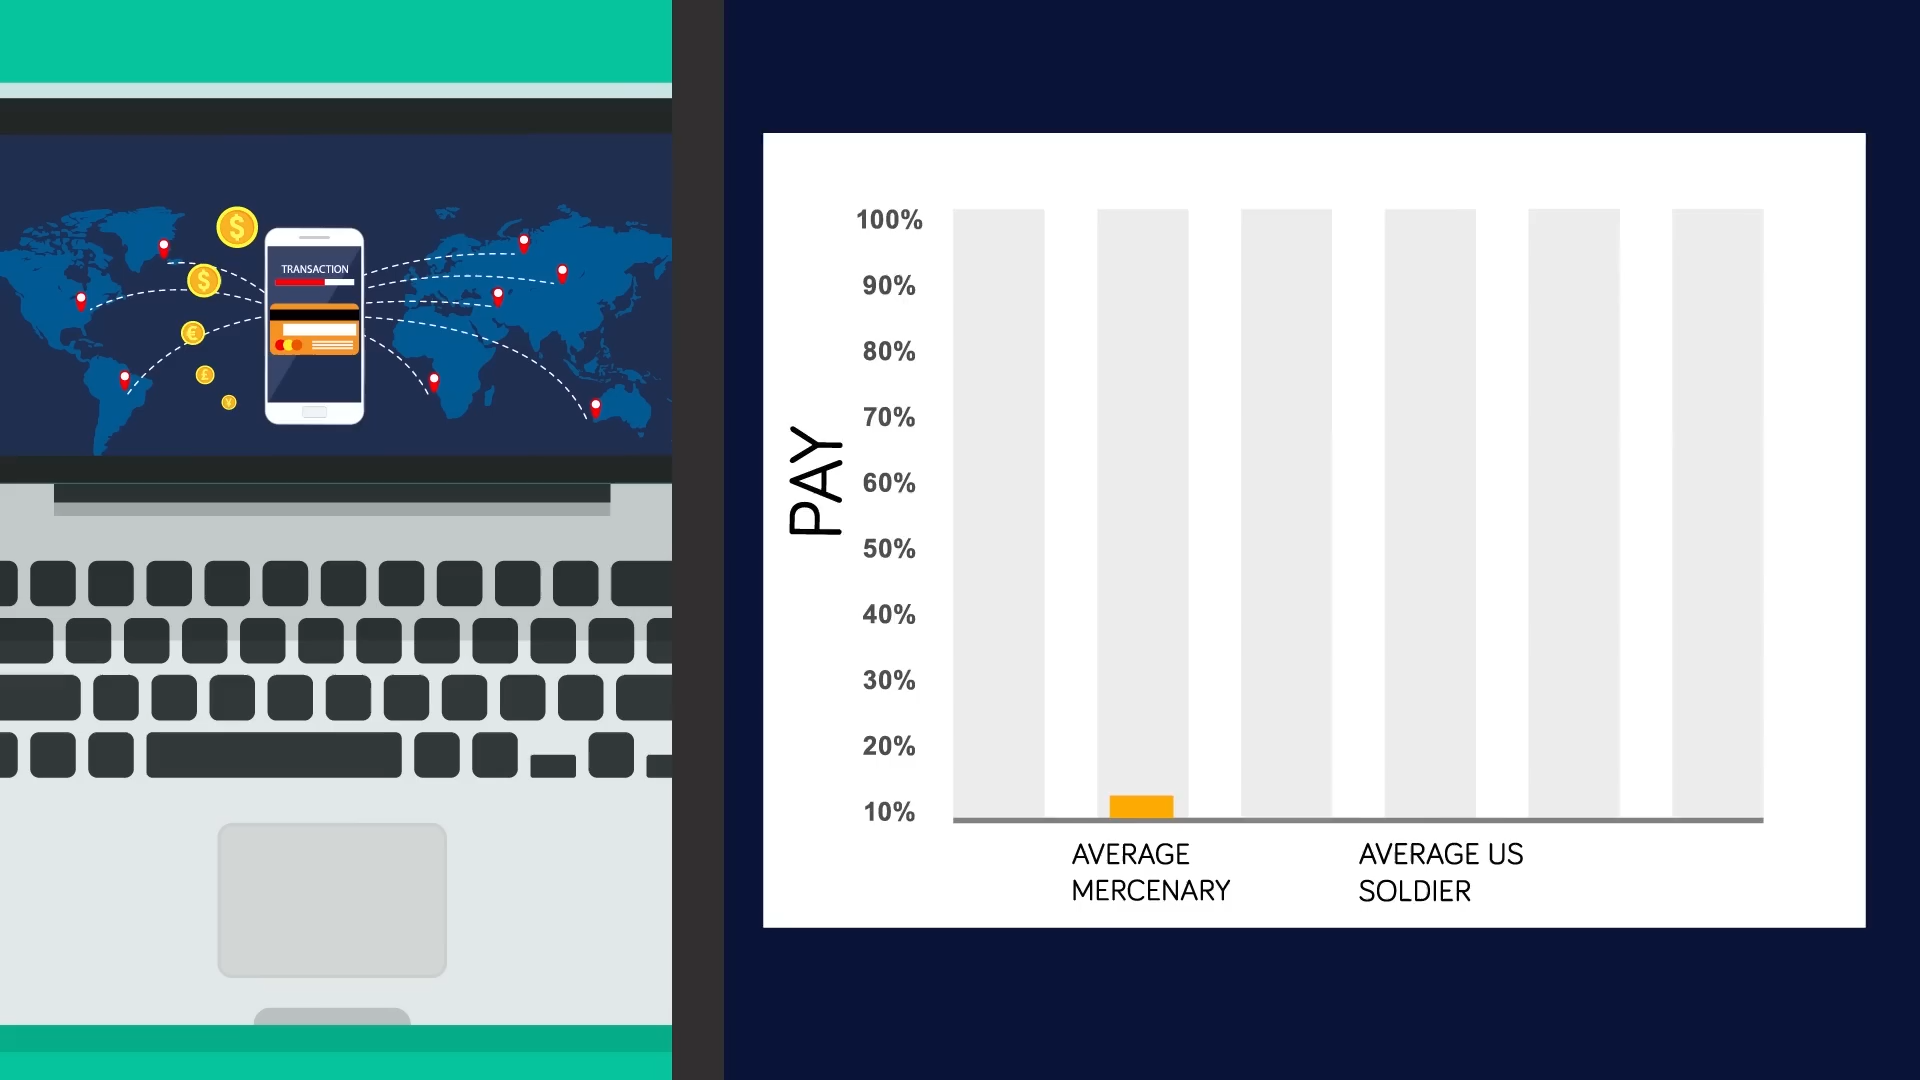 TRANSACTION
$
$
€
£
¥
PAY
100%
90%
80%
70%
60%
50%
40%
30%
20%
10%
AVERAGE
MERCENARY
AVERAGE US
SOLDIER